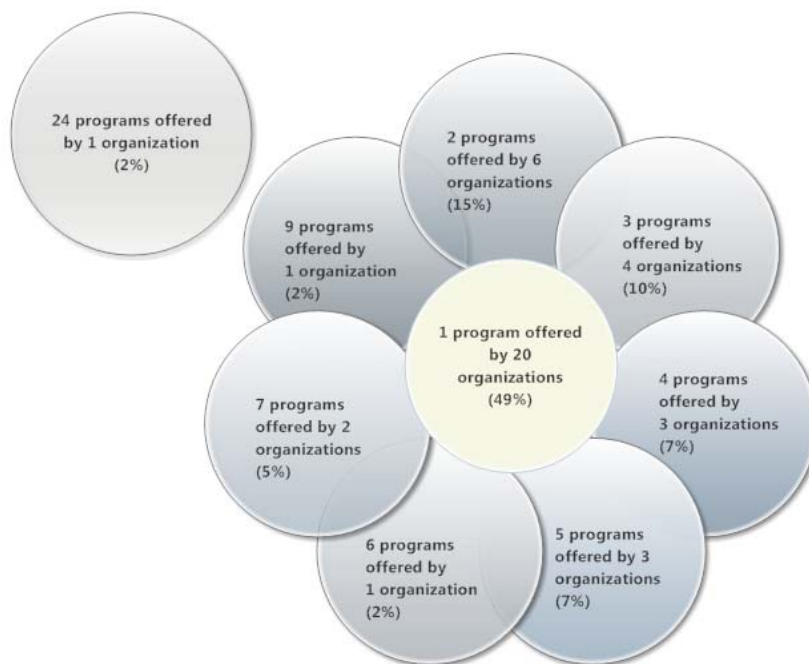 24 programs offered
by 1 organization
(2%)
2 programs
offered by 6
organizations
(15%)
3 programs
offered by
4 organizations
(10%)
4 programs
offered by
3 organizations
(7%)
5 programs
offered by 3
organizations
(7%)
6 programs
offered by
1 organization
(2%)
7 programs
offered by 2
organizations
(5%)
9 programs
offered by
1 organization
(2%)
1 program offered
by 20
organizations
(49%)